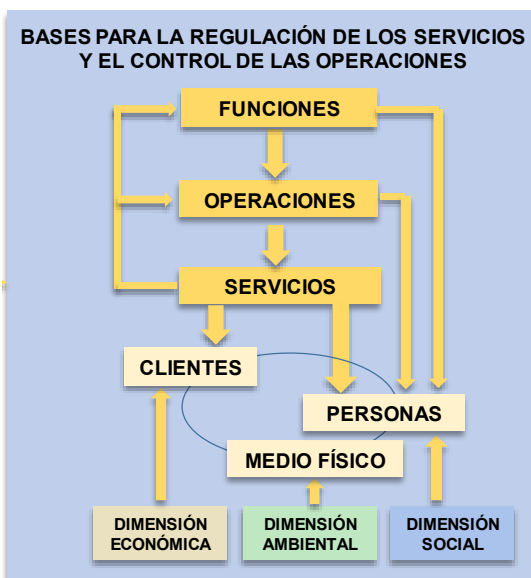 BASES PARA LA REGULACIÓN DE LOS SERVICIOS
Y EL CONTROL DE LAS OPERACIONES
FUNCIONES
OPERACIONES
SERVICIOS
CLIENTES
PERSONAS
MEDIO FÍSICO
DIMENSIÓN
ECONÓMICA
DIMENSIÓN
AMBIENTAL
DIMENSIÓN
SOCIAL